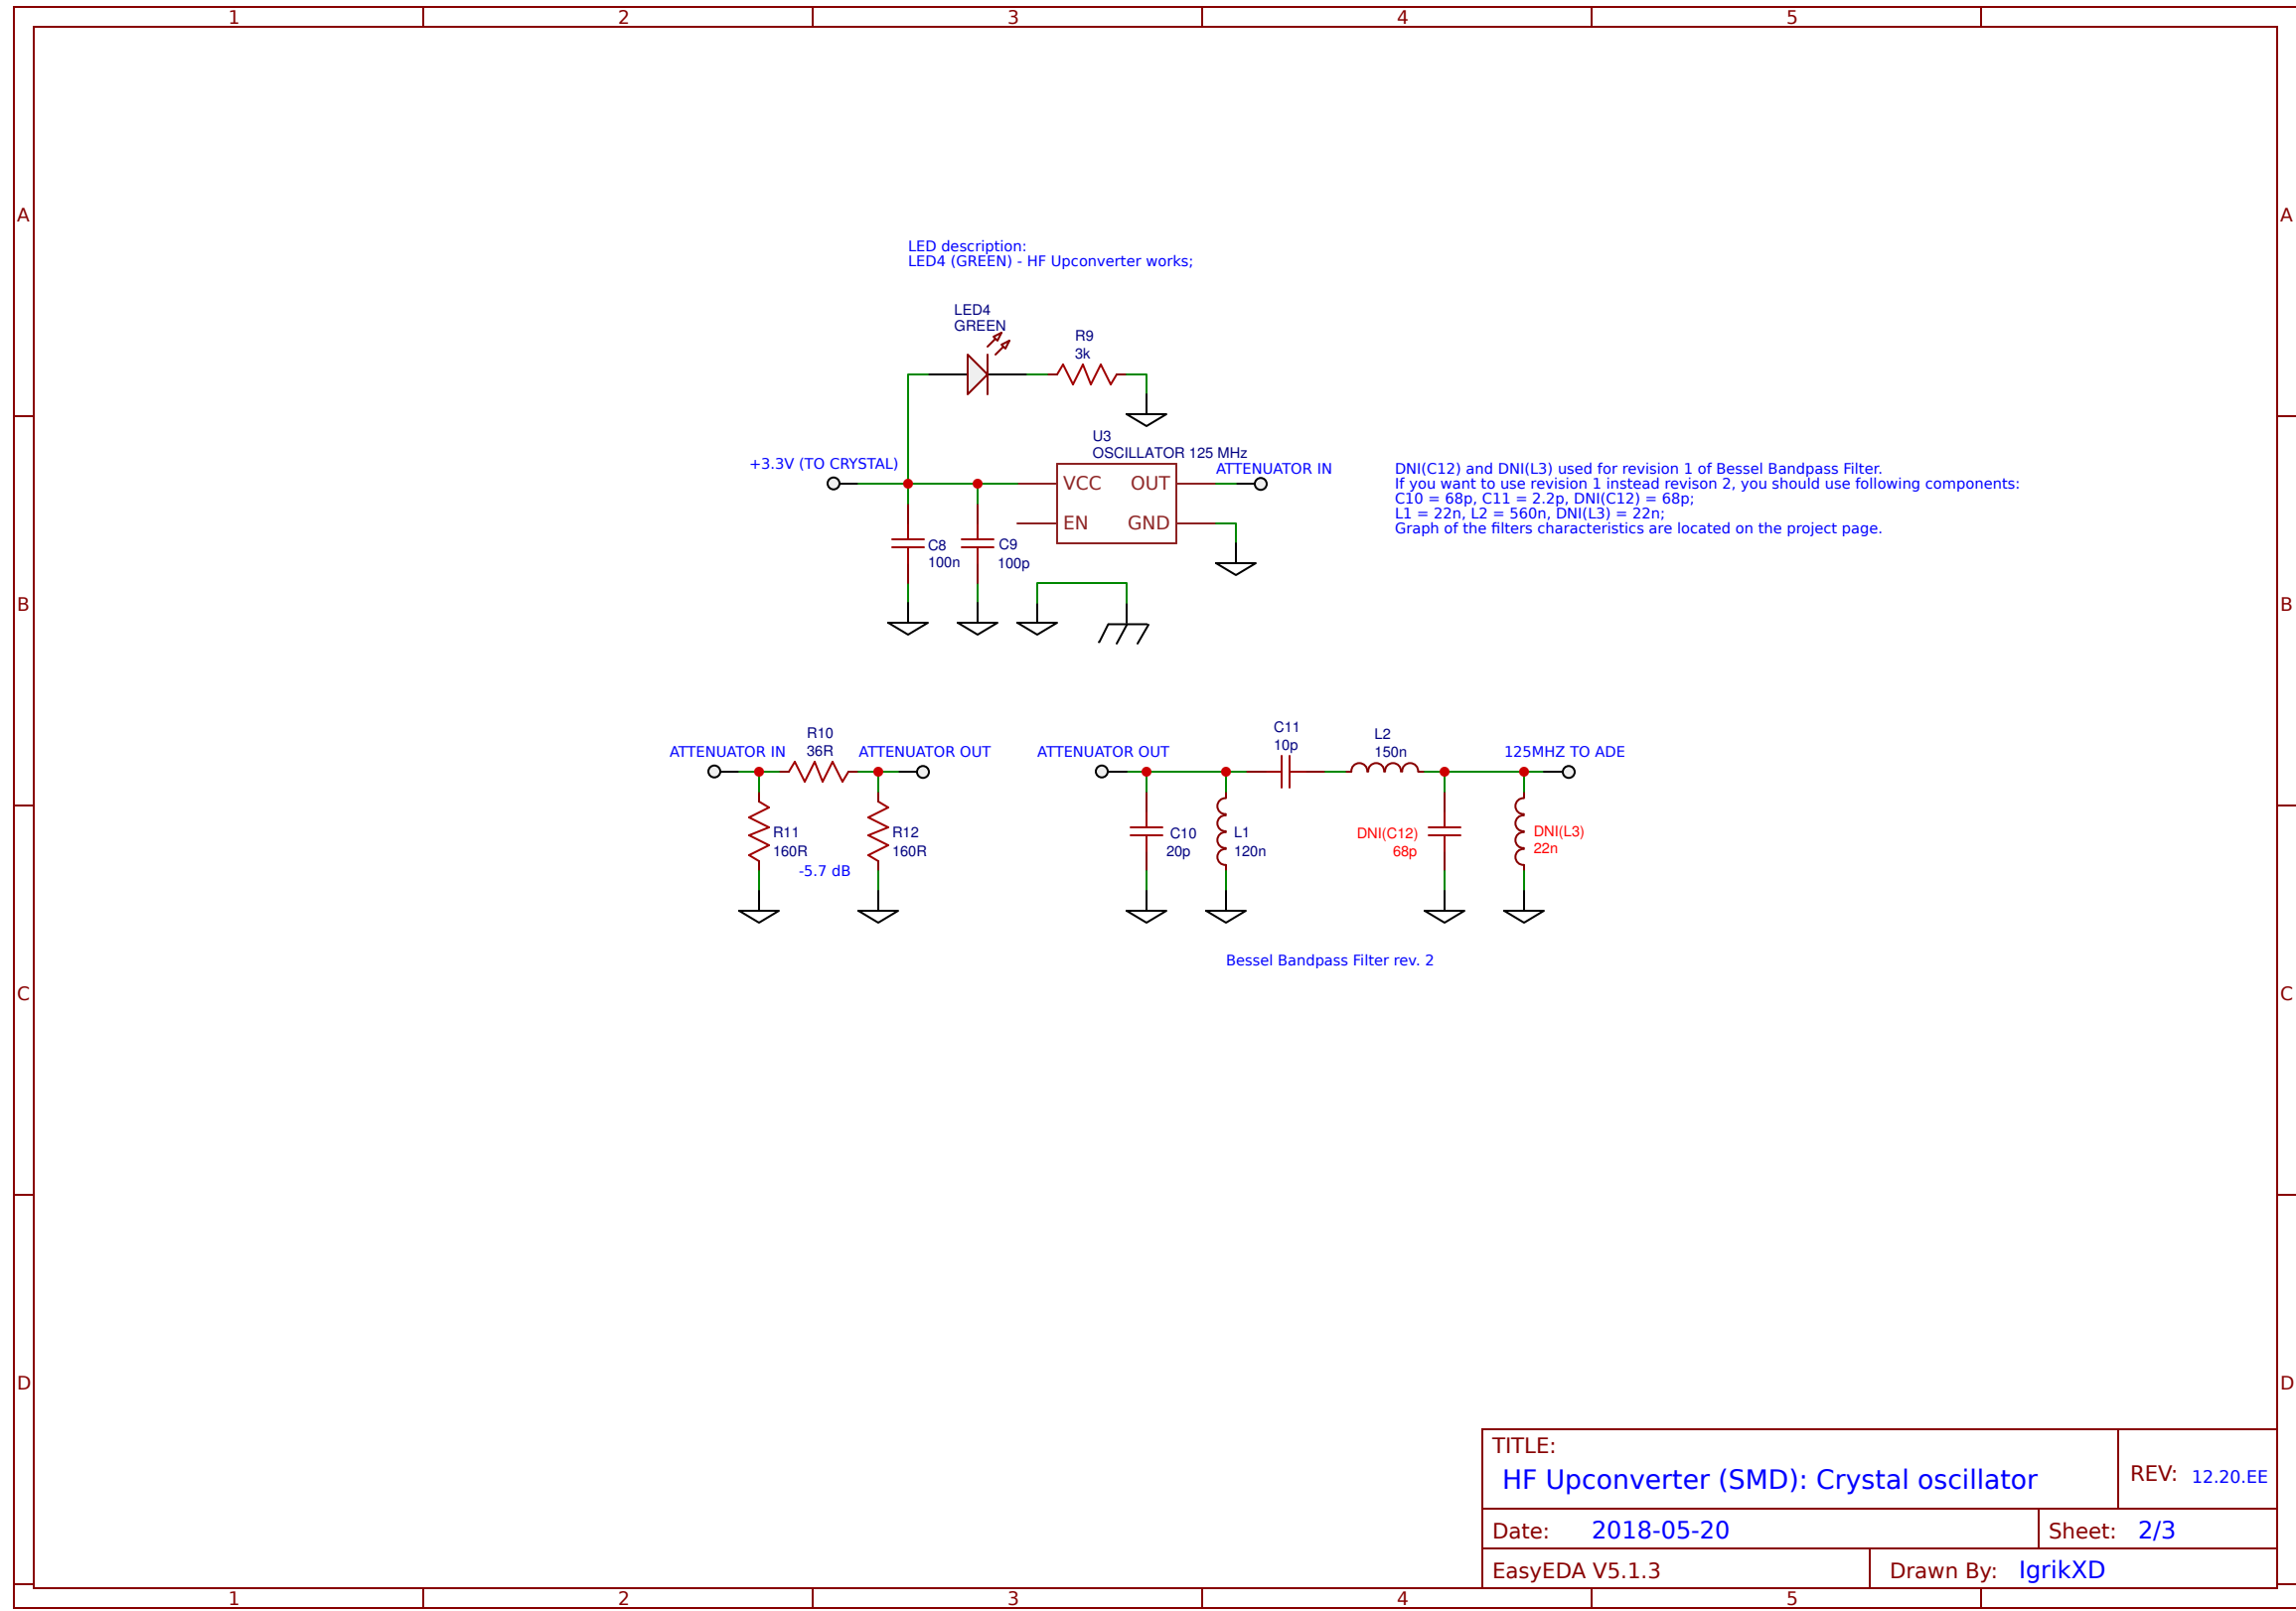 1 2 3 4 5
A A
LED description:
LED4 (GREEN) - HF Upconverter works;
LED4
GREEN
R9
3k
U3
OSCILLATOR 125 MHz
+3.3V (TO CRYSTAL)
ATTENUATOR IN
VCC OUT
EN GND
DNI(C12) and DNI(L3) used for revision 1 of Bessel Bandpass Filter.
If you want to use revision 1 instead revison 2, you should use following components:
C10 = 68p, C11 = 2.2p, DNI(C12) = 68p;
L1 = 22n, L2 = 560n, DNI(L3) = 22n;
Graph of the filters characteristics are located on the project page.
C8
100n
C9
100p
B B
R10
36R
ATTENUATOR IN
ATTENUATOR OUT
R11
160R
R12
160R
-5.7 dB
ATTENUATOR OUT
C11
10p
L2
150n
125MHZ TO ADE
C10
20p
L1
120n
DNI(C12)
68p
DNI(L3)
22n
Bessel Bandpass Filter rev. 2
C C
D D
TITLE:
HF Upconverter (SMD): Crystal oscillator
REV: 12.20.EE
Date: 2018-05-20
Sheet: 2/3
EasyEDA V5.1.3
Drawn By: IgrikXD
1 2 3 4 5